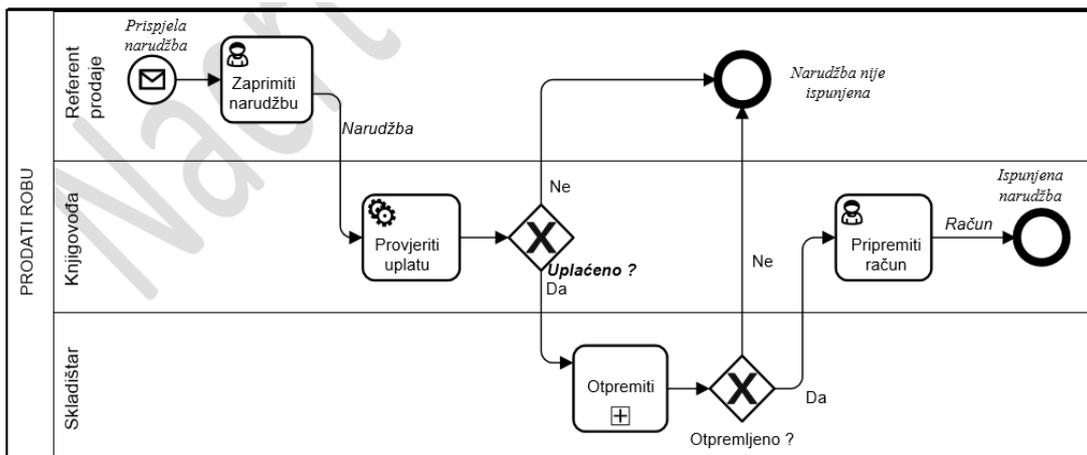 PRODATI ROBU
Referent
prodaje
Prispjela
narudžba
Zaprimiti
narudžbu
Narudžba
Narudžba nije
ispunjena
Knjigovođa
Provjeriti
uplatu
Ne
Uplaćeno ?
Da
Ne
Pripremiti
račun
Račun
Ispunjena
narudžba
Skladištar
Otpremiti
Otpremljeno ?
Da
Nacrt